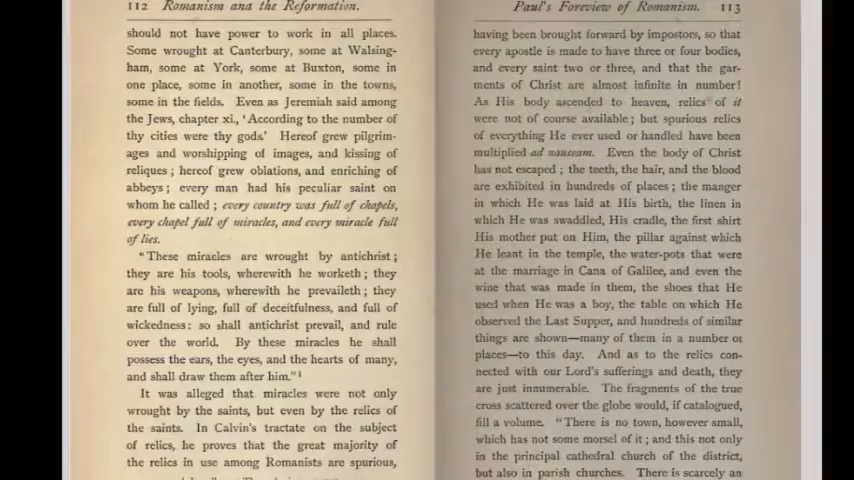 112 Romanism and the Reformation.
should not have power to work in all places.
Some wrought at Canterbury, some at Walsing-
ham, some at York, some at Buxton, some in
one place, some in another, some in the towns,
some in the fields. Even as Jeremiah said among
the Jews, chapter xi., ‘According to the number of
thy cities were thy gods.’ Hereof grew pilgrim-
ages and worshipping of images, and kissing of
reliques ; hereof grew oblations, and enriching of
abbeys ; every man had his peculiar saint on
whom he called ; every country was full of chapels,
every chapel full of miracles, and every miracle full
of lies.
“These miracles are wrought by antichrist ;
they are his tools, wherewith he worketh ; they
are his weapons, wherewith he prevaileth ; they
are full of lying, full of deceitfulness, and full of
wickedness: so shall antichrist prevail, and rule
over the world. By these miracles he shall
possess the ears, the eyes, and the hearts of many,
and shall draw them after him.”¹
It was alleged that miracles were not only
wrought by the saints, but even by the relics of
the saints. In Calvin's tractate on the subject
of relics, he proves that the great majority of
the relics in use among Romanists are spurious,
Paul's Foreview of Romanism. 113
having been brought forward by impostors, so that
every apostle is made to have three or four bodies,
and every saint two or three, and that the gar-
ments of Christ are almost infinite in number!
As His body ascended to heaven, relics of it
were not of course available ; but spurious relics
of everything He ever used or handled have been
multiplied ad nauseam. Even the body of Christ
has not escaped ; the teeth, the hair, and the blood
are exhibited in hundreds of places ; the manger
in which He was laid at His birth, the linen in
which He was swaddled, His cradle, the first shirt
His mother put on Him, the pillar against which
He leant in the temple, the water-pots that were
at the marriage in Cana of Galilee, and even the
wine that was made in them, the shoes that He
used when He was a boy, the table on which He
observed the Last Supper, and hundreds of similar
things are shown—many of them in a number of
places—to this day. And as to the relics con-
nected with our Lord's sufferings and death, they
are just innumerable. The fragments of the true
cross scattered over the globe would, if catalogued,
fill a volume. “There is no town, however small,
which has not some morsel of it ; and this not only
in the principal cathedral church of the district,
but also in parish churches. There is scarcely an